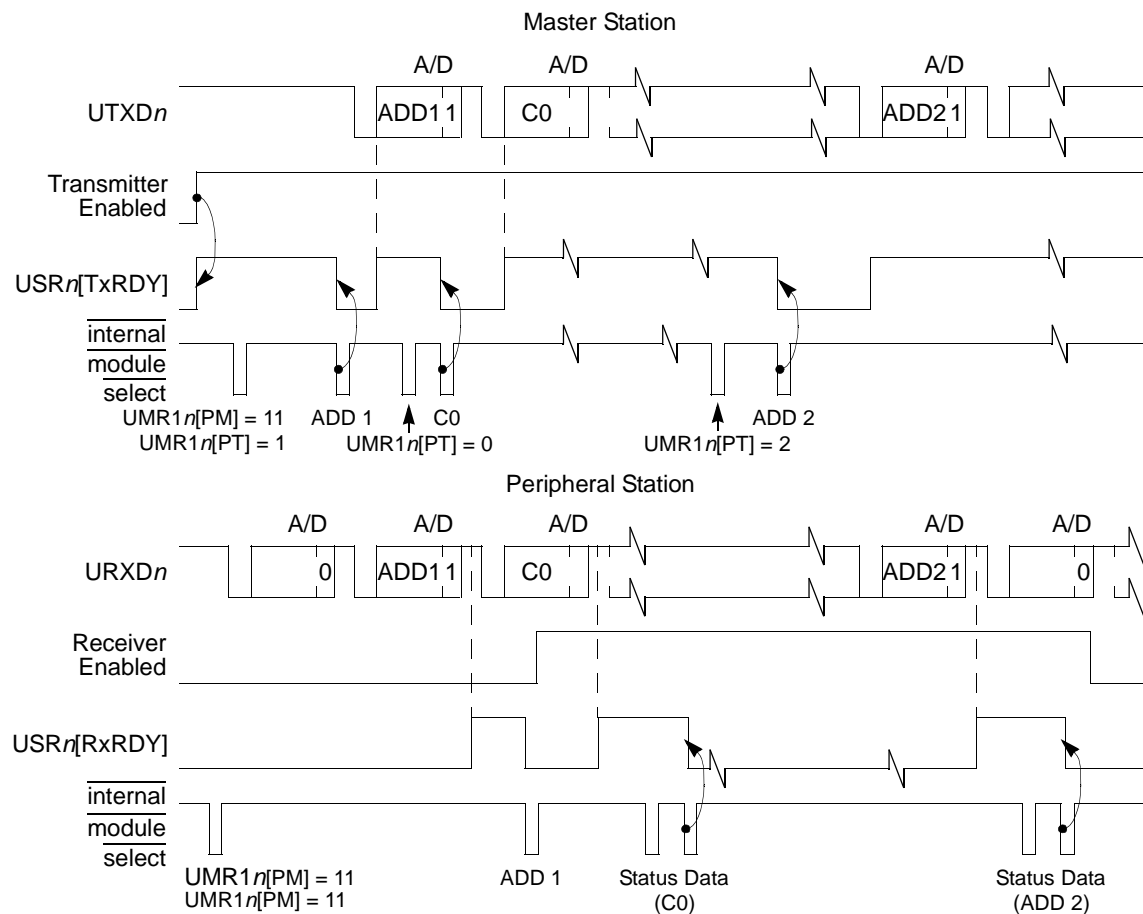 Master Station
A/D A/D A/D
UTXDn ADD1 1 C0 ADD2 1
Transmitter
Enabled
USRn[TxRDY]
internal
module
select
UMR1n[PM] = 11 ADD 1 C0 ADD 2
UMR1n[PT] = 1 UMR1n[PT] = 0 UMR1n[PT] = 2
Peripheral Station
A/D A/D A/D A/D A/D
URXDn 0 ADD1 1 C0 ADD2 1 0
Receiver
Enabled
USRn[RxRDY]
internal
module
select
UMR1n[PM] = 11 ADD 1 Status Data Status Data
UMR1n[PM] = 11 (C0) (ADD 2)